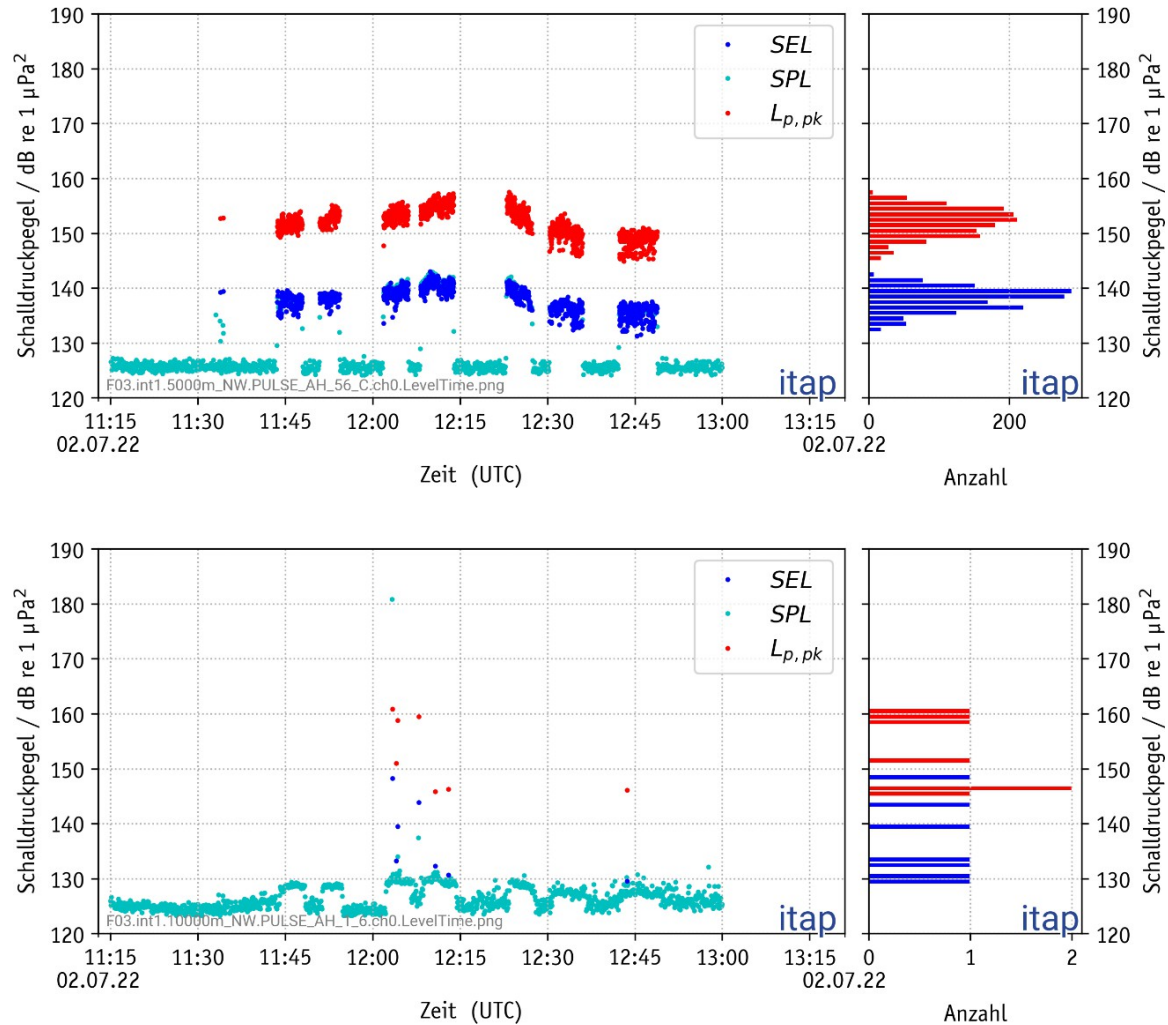 190
180
170
160
150
140
130
120
Schalldruckpegel / dB re 1 µPa²
SEL
SPL
L_{p, pk}
F03.int1.5000m_NW.PULSE_AH_56_C.ch0.LevelTime.png
itap
11:15 11:30 11:45 12:00 12:15 12:30 12:45 13:00 13:15
02.07.22
Zeit (UTC)
190
180
170
160
150
140
130
120
Schalldruckpegel / dB re 1 µPa²
itap
0 200
02.07.22
Anzahl
190
180
170
160
150
140
130
120
Schalldruckpegel / dB re 1 µPa²
SEL
SPL
L_{p, pk}
F03.int1.10000m_NW.PULSE_AH_1_6.ch0.LevelTime.png
itap
11:15 11:30 11:45 12:00 12:15 12:30 12:45 13:00 13:15
02.07.22
Zeit (UTC)
190
180
170
160
150
140
130
120
Schalldruckpegel / dB re 1 µPa²
itap
0 1 2
02.07.22
Anzahl